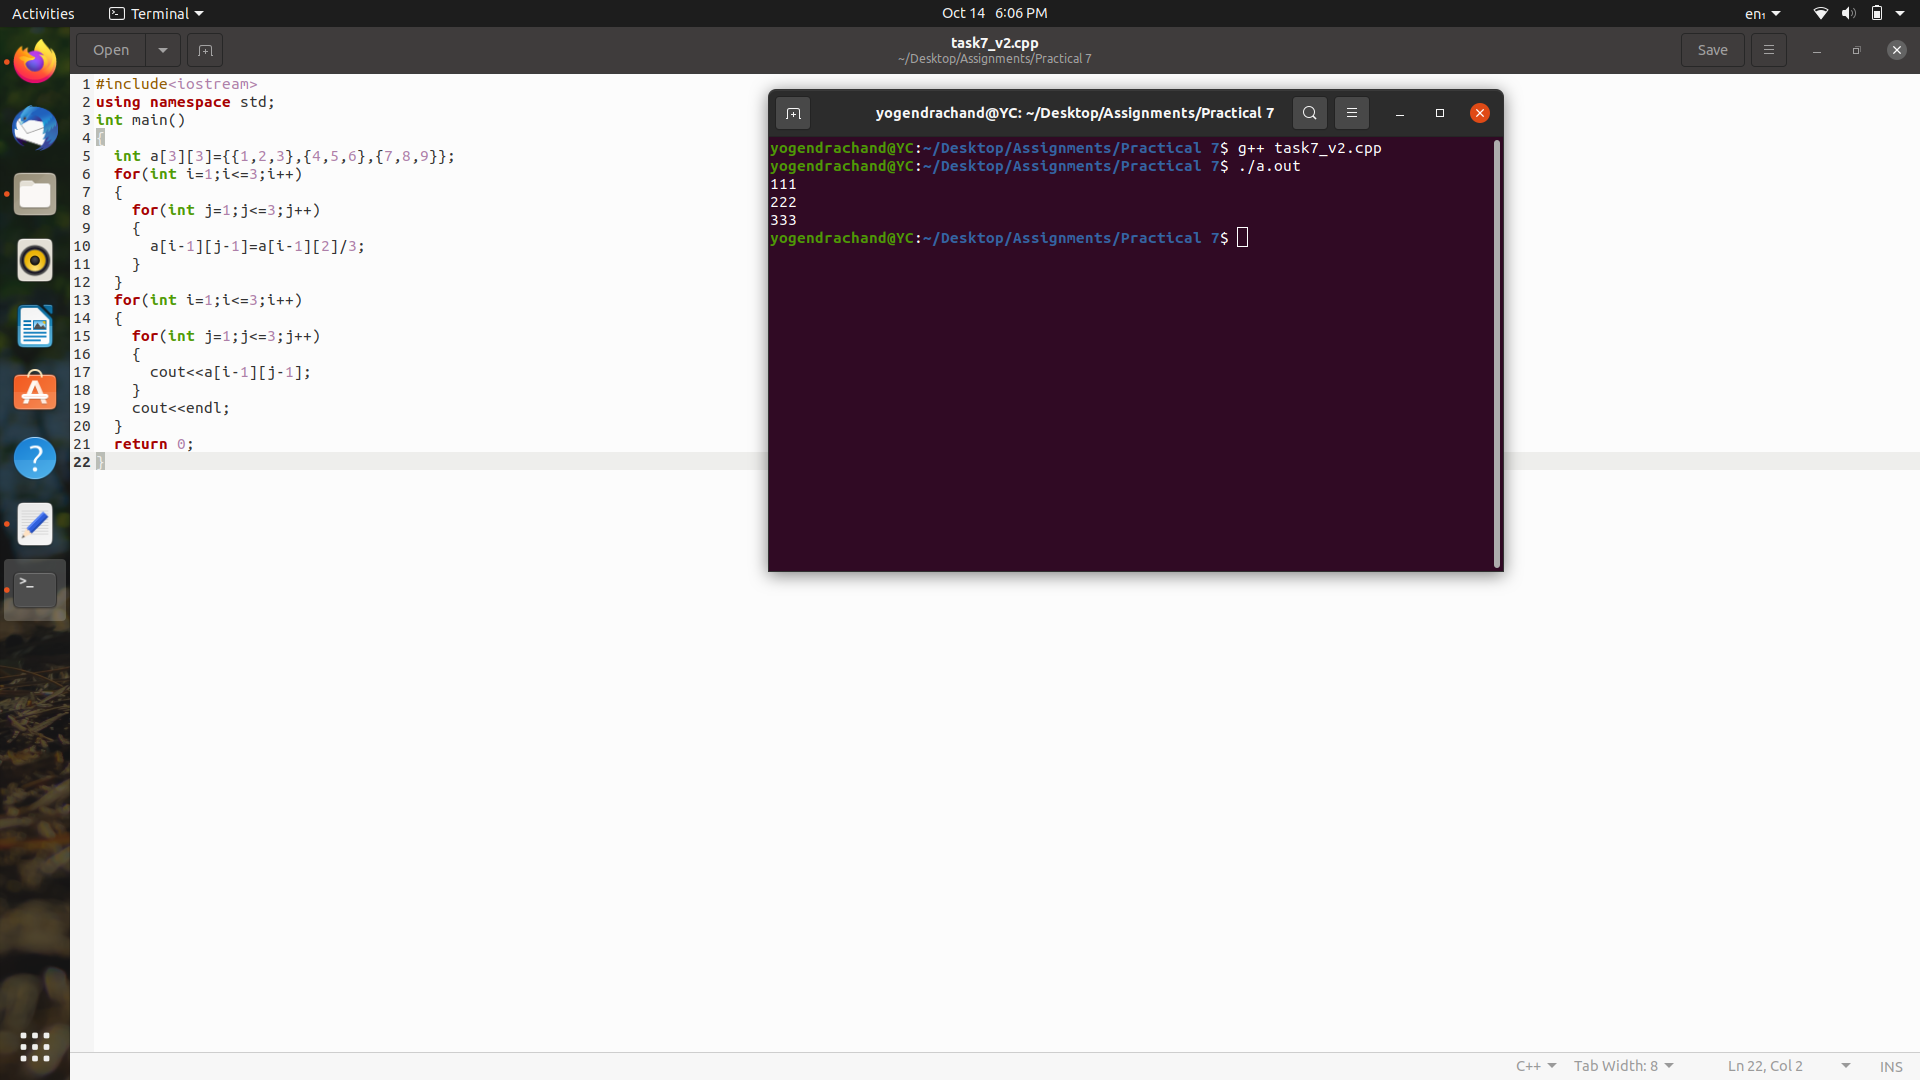 Activities
Terminal
Oct 14 6:06 PM
en₁
Open
task7_v2.cpp
~/Desktop/Assignments/Practical 7
Save
1 #include<iostream>
2 using namespace std;
3 int main()
4 {
5   int a[3][3]={{1,2,3},{4,5,6},{7,8,9}};
6   for(int i=1;i<=3;i++)
7   {
8     for(int j=1;j<=3;j++)
9     {
10       a[i-1][j-1]=a[i-1][2]/3;
11     }
12   }
13   for(int i=1;i<=3;i++)
14   {
15     for(int j=1;j<=3;j++)
16     {
17       cout<<a[i-1][j-1];
18     }
19     cout<<endl;
20   }
21   return 0;
22 }
yogendrachand@YC: ~/Desktop/Assignments/Practical 7
yogendrachand@YC:~/Desktop/Assignments/Practical 7$ g++ task7_v2.cpp
yogendrachand@YC:~/Desktop/Assignments/Practical 7$ ./a.out
111
222
333
yogendrachand@YC:~/Desktop/Assignments/Practical 7$
C++
Tab Width: 8
Ln 22, Col 2
INS